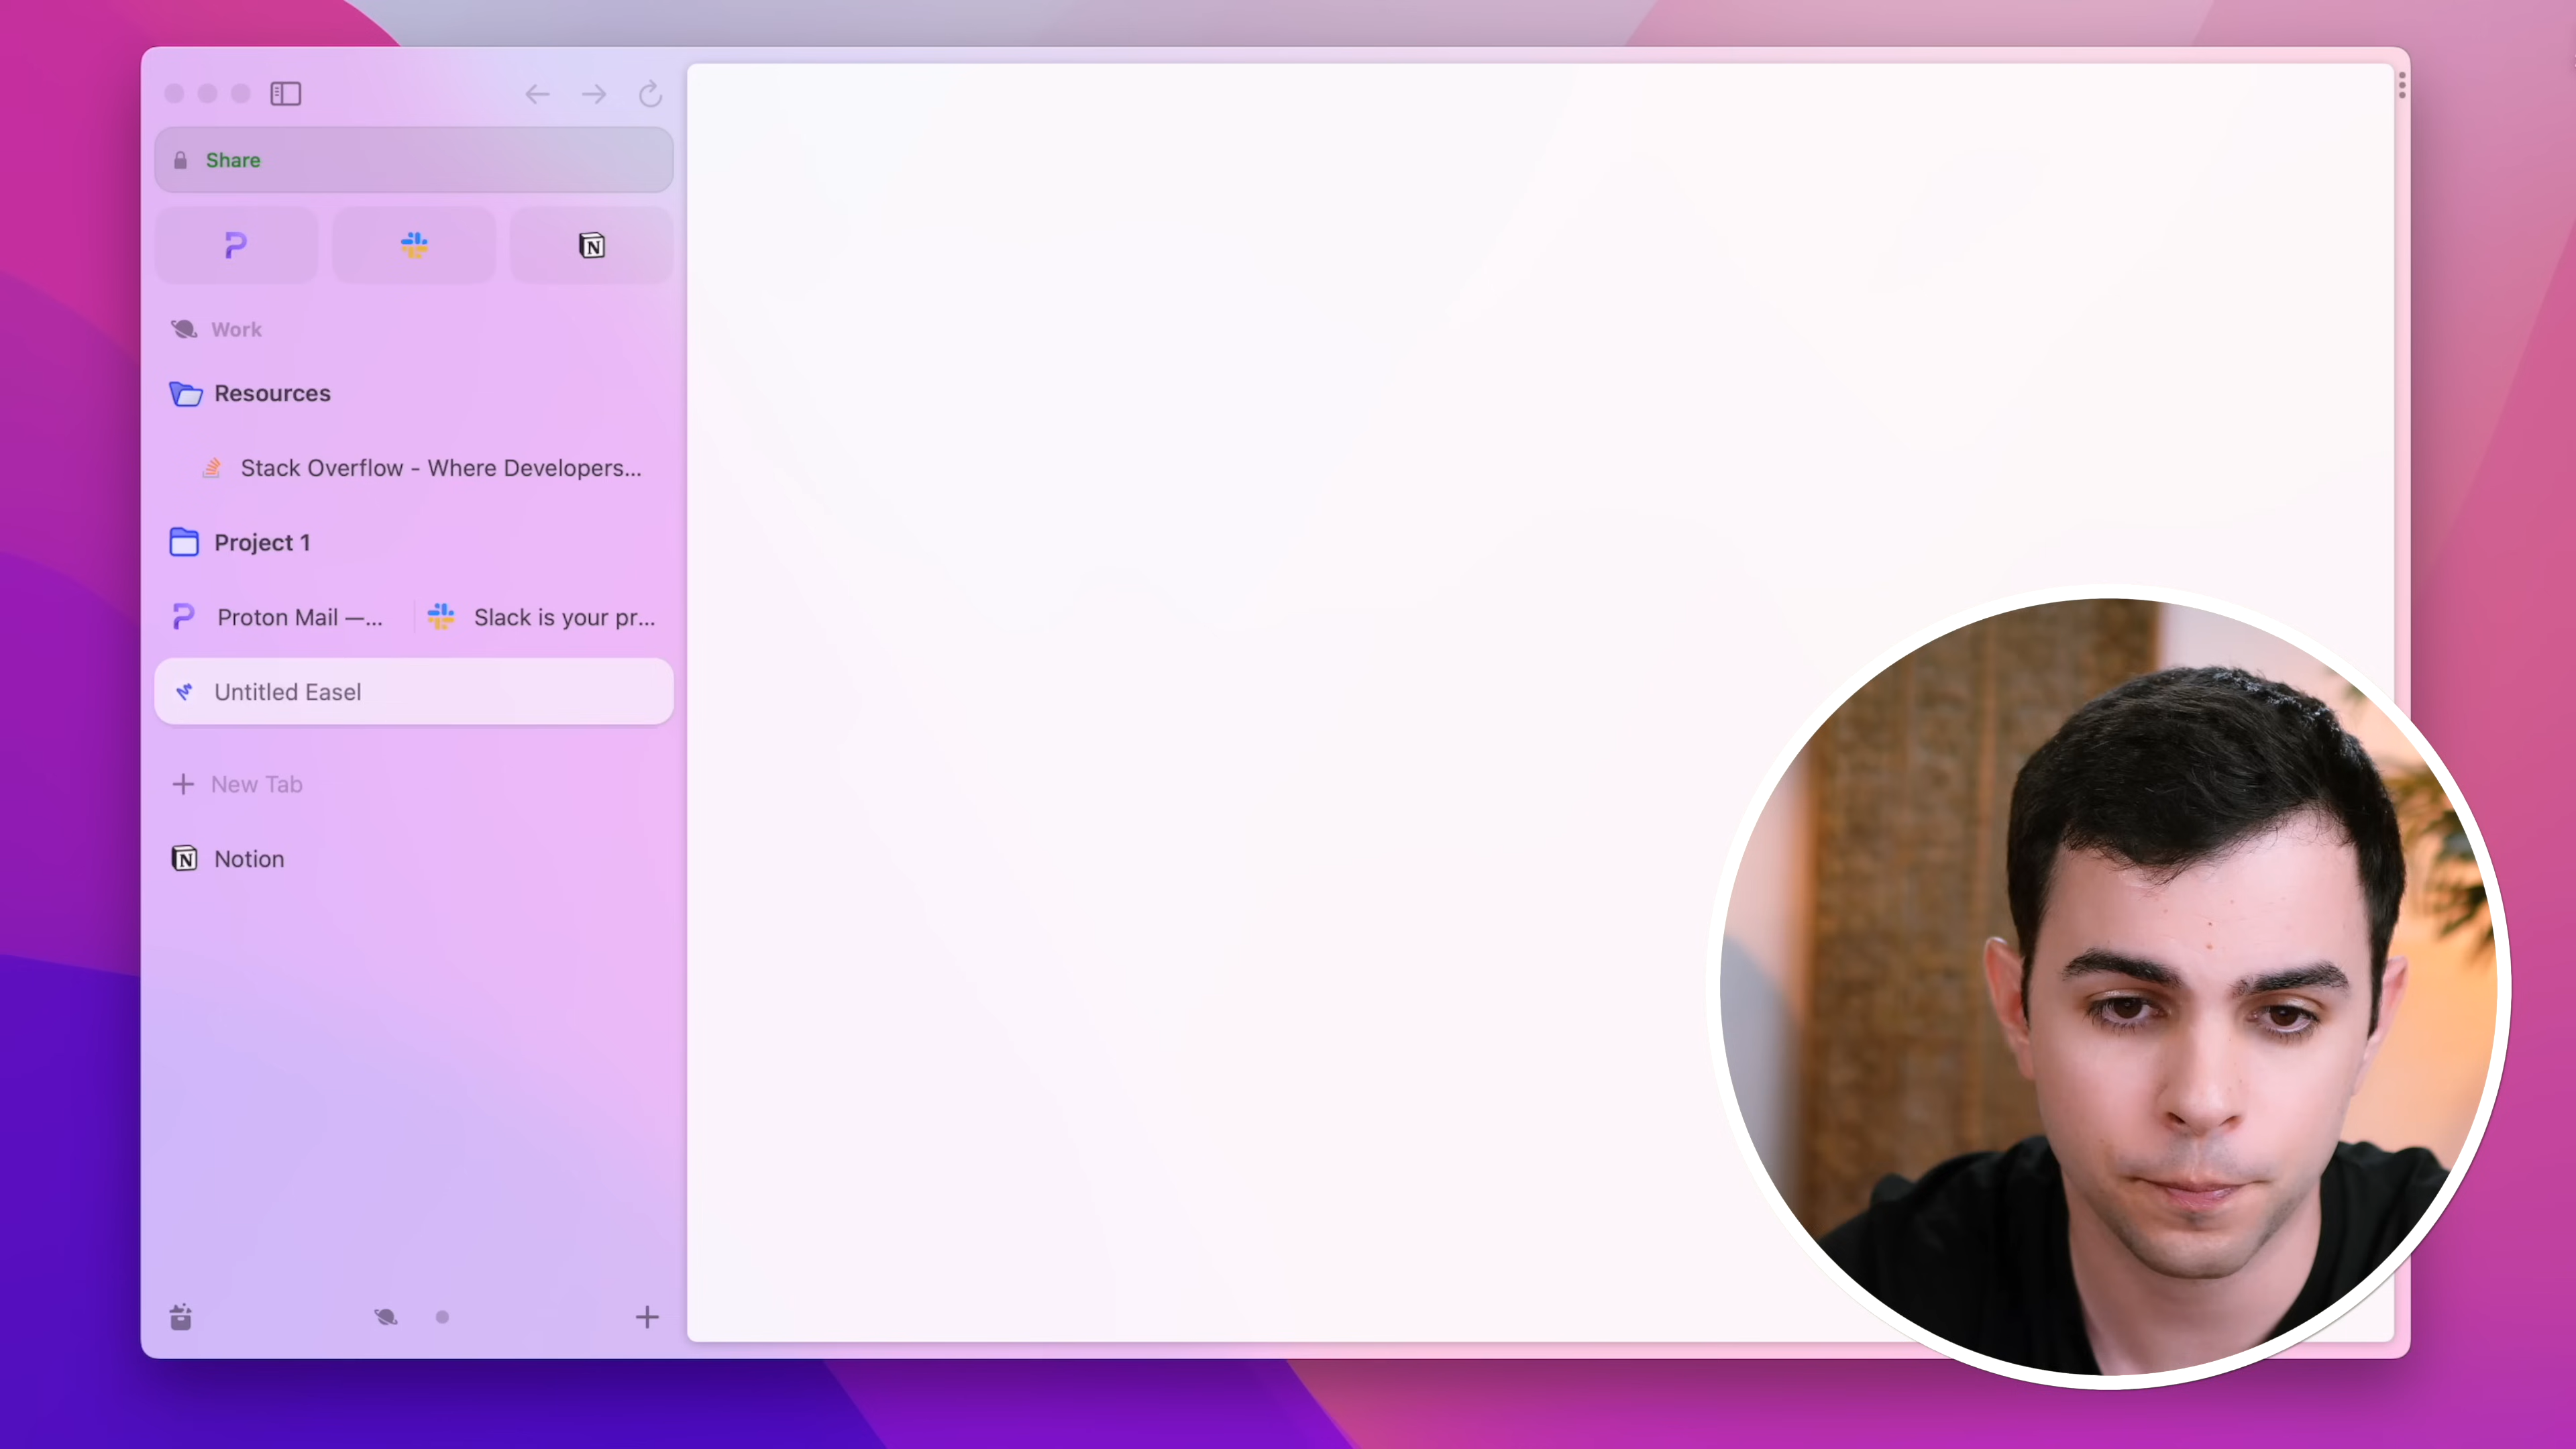 Share
Work
Resources
Stack Overflow - Where Developers...
Project 1
Proton Mail —... Slack is your pr...
Untitled Easel
New Tab
Notion